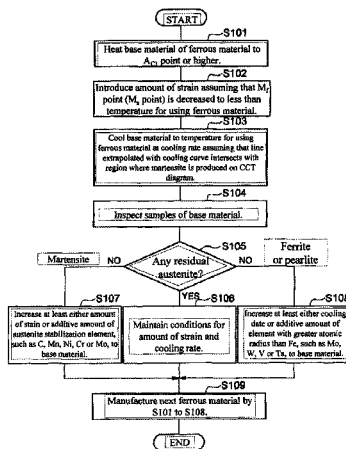 START
S101
Heat base material of ferrous material to
AC1 point or higher.
S102
Introduce amount of strain assuming that Mf
point (Ms point) is decreased to less than
temperature for using ferrous material.
S103
Cool base material to temperature for using
ferrous material at cooling rate assuming that line
extrapolated with cooling curve intersects with
region where martensite is produced on CCT
diagram.
S104
Inspect samples of base material.
S105
Any residual
austenite?
Martensite
NO
NO
Ferrite
or pearlite
S107
YES
S106
S108
Increase at least either amount
of stain or additive amount of
austenite stabilization element,
such as C, Mn, Ni, Cr or Mo, to
base material.
Maintain conditions for
amount of strain and
cooling rate.
Increase at least either cooling
date or additive amount of
element with greater atomic
radius than Fe, such as Mo,
W, V or Ta, to base material.
S109
Manufacture next ferrous material by
S101 to S108.
END